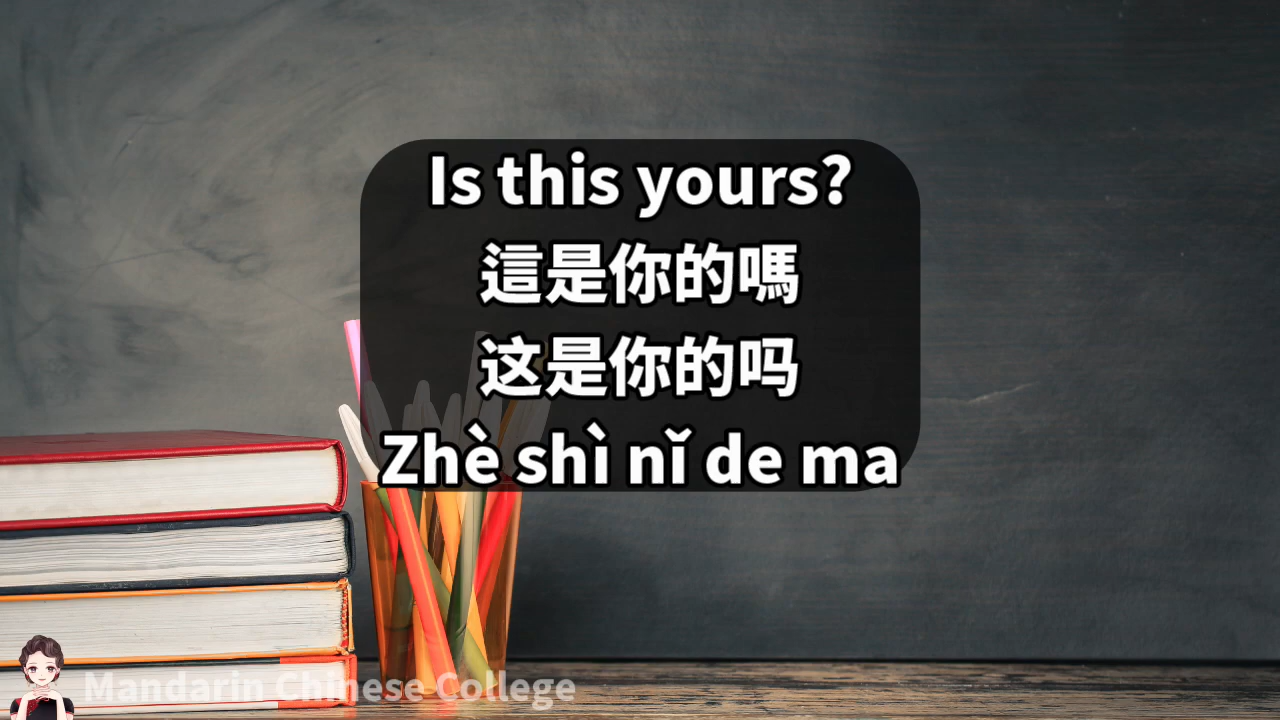 Is this yours?
這是你的嗎
这是你的吗
Zhè shì nǐ de ma
Mandarin Chinese College